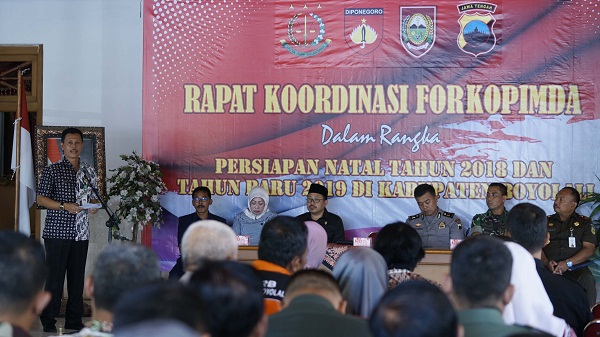 DIPONEGORO
JAWA TENGAH
RAPAT KOORDINASI FORKOPIMDA
Dalam Rangka
PERSIAPAN NATAL TAHUN 2018 DAN
TAHUN BARU 2019 DI KABUPATEN BOYOLALI